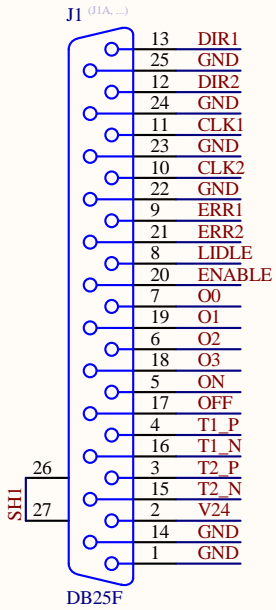 J1 (J1A, ...)
13 DIR1
25 GND
12 DIR2
24 GND
11 CLK1
23 GND
10 CLK2
22 GND
9 ERR1
21 ERR2
8 LIDLE
20 ENABLE
7 O0
19 O1
6 O2
18 O3
5 ON
17 OFF
4 T1_P
16 T1_N
26 3 T2_P
15 T2_N
SH1 27 2 V24
14 GND
1 GND
DB25F